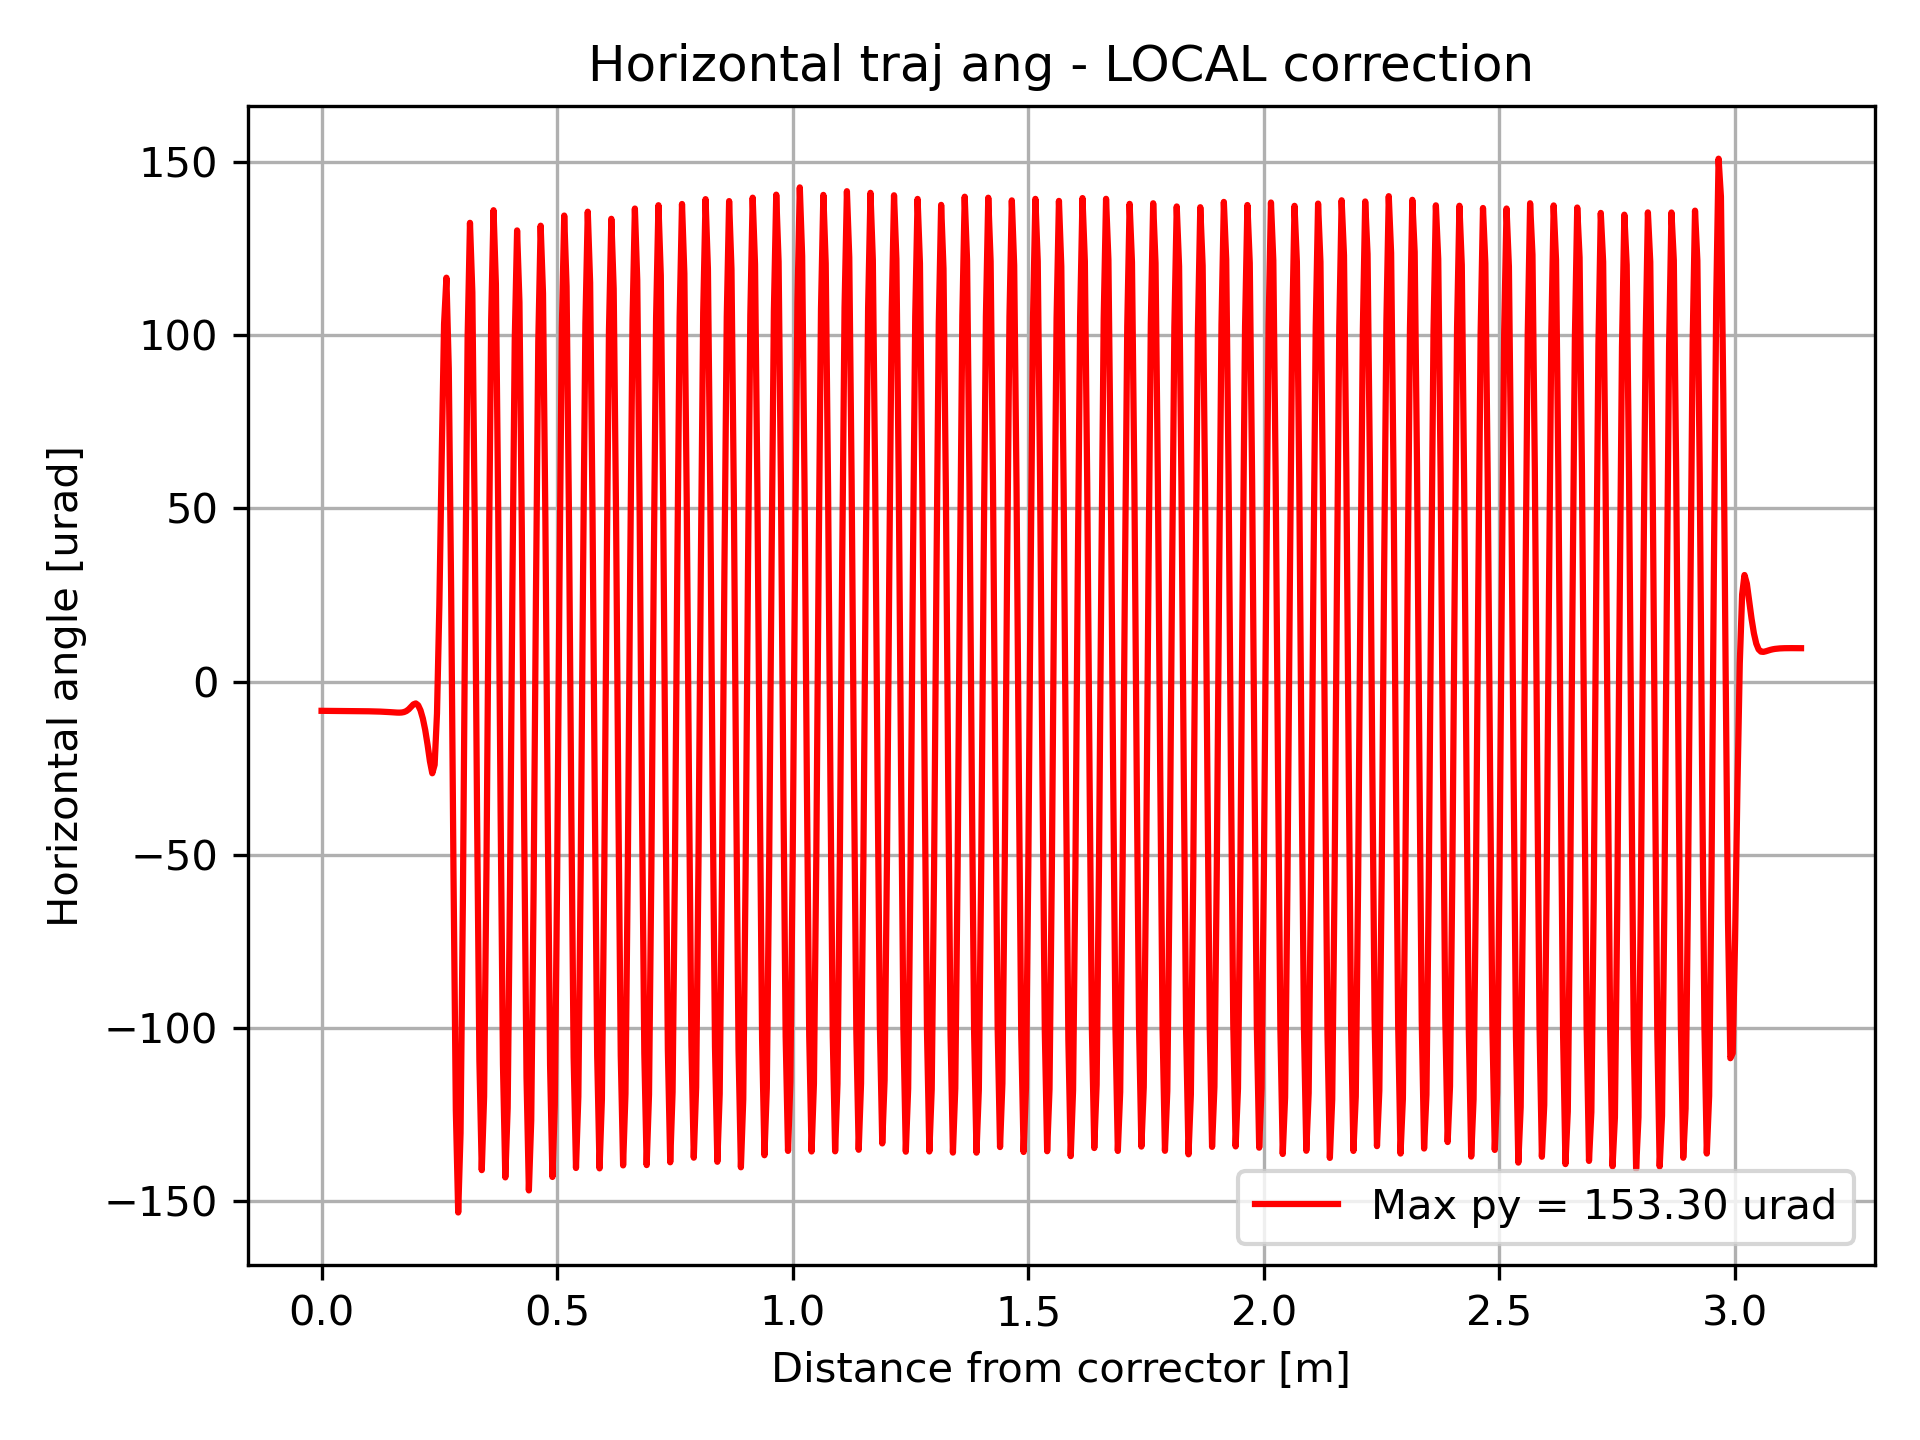 Horizontal traj ang - LOCAL correction
Horizontal angle [urad]
150
100
50
0
−50
−100
−150
Max py = 153.30 urad
0.0 0.5 1.0 1.5 2.0 2.5 3.0
Distance from corrector [m]